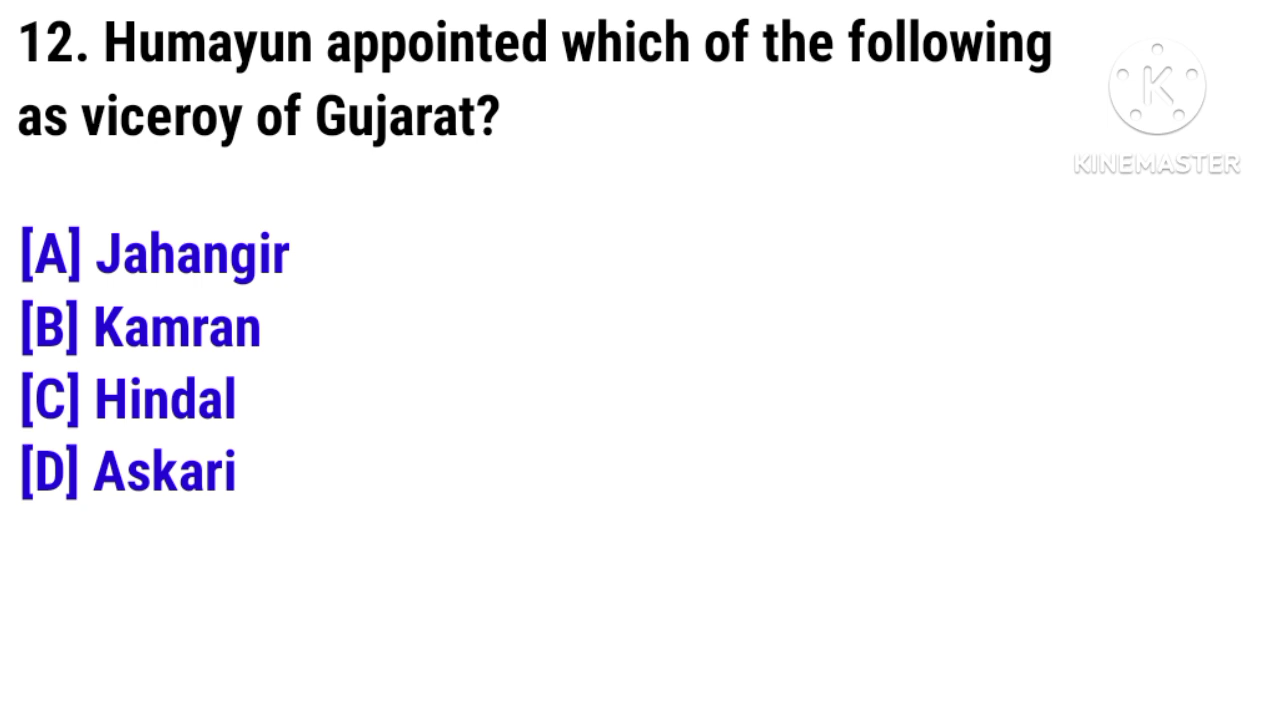 12. Humayun appointed which of the following
as viceroy of Gujarat?
K
KINEMASTER
[A] Jahangir
[B] Kamran
[C] Hindal
[D] Askari